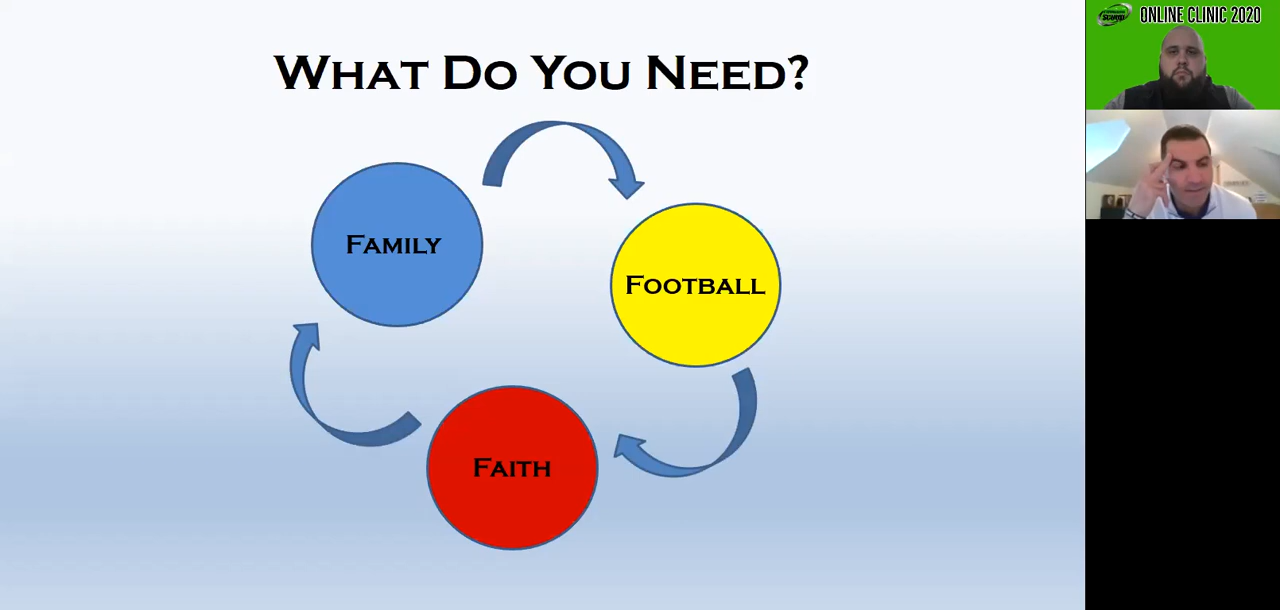 What Do You Need?
Family
Football
Faith
ONLINE CLINIC 2020